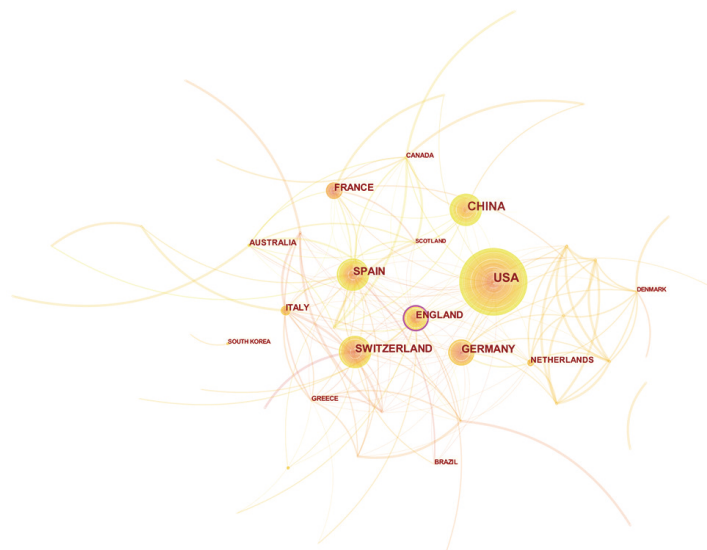 CANADA
FRANCE
CHINA
AUSTRALIA
SCOTLAND
SPAIN
USA
DENMARK
ITALY
ENGLAND
SOUTH KOREA
SWITZERLAND
GERMANY
NETHERLANDS
GREECE
BRAZIL